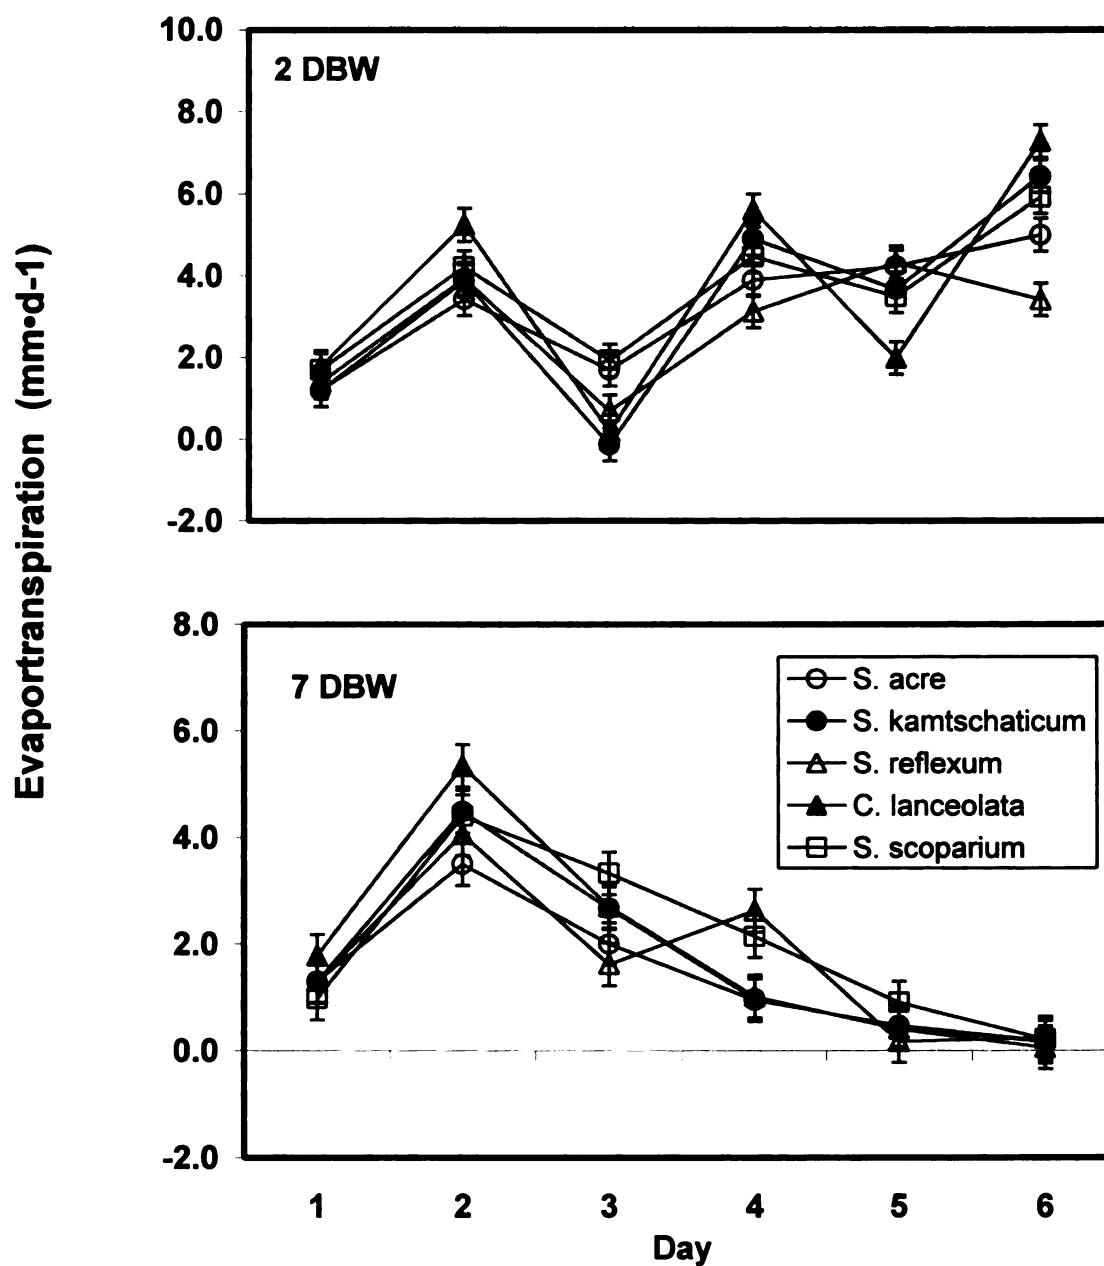 Evaportranspiration (mm•d-1)
10.0
2 DBW
8.0
6.0
4.0
2.0
0.0
-2.0
8.0
7 DBW
6.0
4.0
2.0
0.0
-2.0
S. acre
S. kamtschaticum
S. reflexum
C. lanceolata
S. scoparium
1 2 3 4 5 6
Day